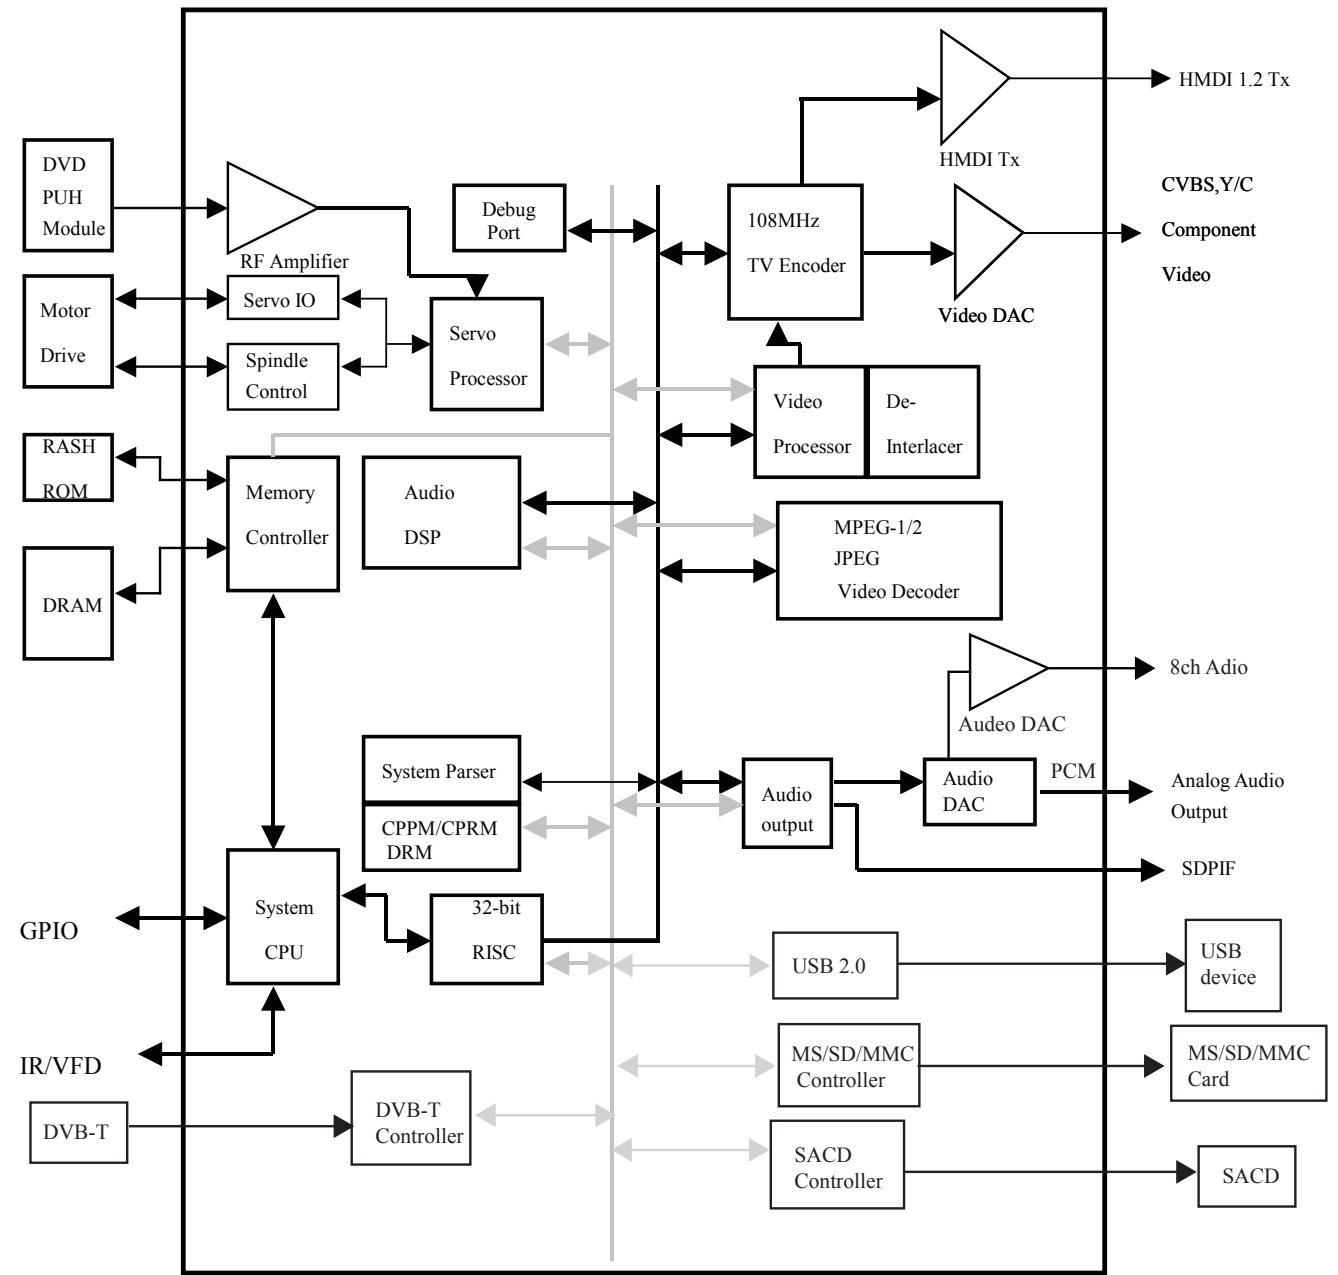 HMDI 1.2 Tx
HMDI Tx
DVD
PUH
Module
RF Amplifier
Debug
Port
108MHz
TV Encoder
CVBS,Y/C
Component
Video
Video DAC
Motor
Drive
Servo IO
Spindle
Control
Servo
Processor
Video
Processor
De-
Interlacer
RASH
ROM
Memory
Controller
Audio
DSP
MPEG-1/2
JPEG
Video Decoder
DRAM
8ch Adio
Audeo DAC
System Parser
CPPM/CPRM
DRM
Audio
output
Audio
DAC
PCM
Analog Audio
Output
SDPIF
GPIO
System
CPU
32-bit
RISC
USB 2.0
USB
device
IR/VFD
MS/SD/MMC
Controller
MS/SD/MMC
Card
DVB-T
DVB-T
Controller
SACD
Controller
SACD